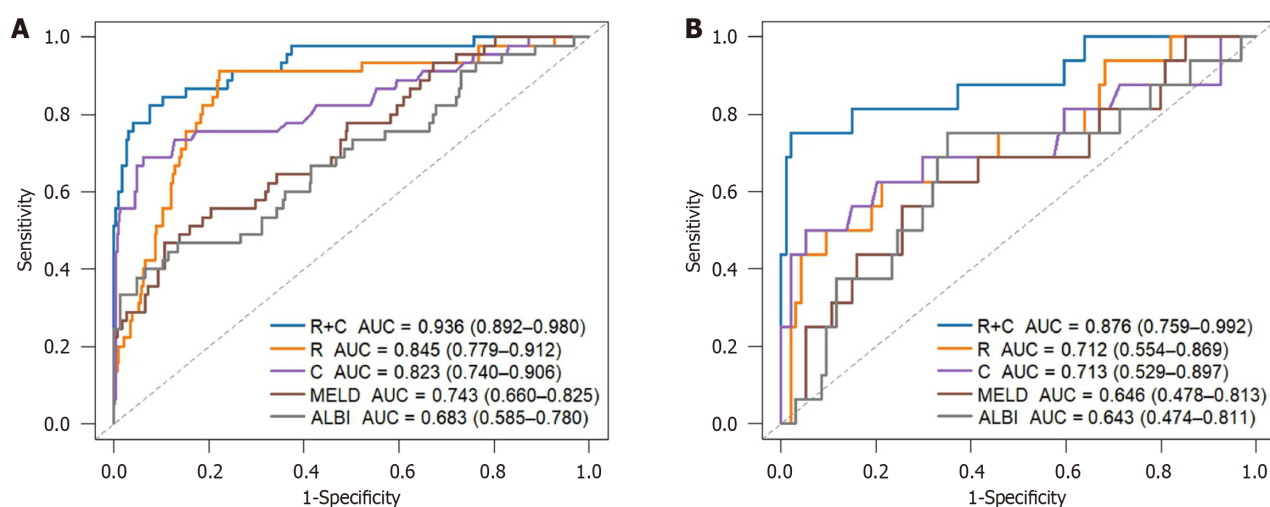 A
1.0
0.8
0.6
0.4
0.2
0.0
Sensitivity
R+C AUC = 0.936 (0.892–0.980)
R AUC = 0.845 (0.779–0.912)
C AUC = 0.823 (0.740–0.906)
MELD AUC = 0.743 (0.660–0.825)
ALBI AUC = 0.683 (0.585–0.780)
0.0 0.2 0.4 0.6 0.8 1.0
1-Specificity
B
1.0
0.8
0.6
0.4
0.2
0.0
Sensitivity
R+C AUC = 0.876 (0.759–0.992)
R AUC = 0.712 (0.554–0.869)
C AUC = 0.713 (0.529–0.897)
MELD AUC = 0.646 (0.478–0.813)
ALBI AUC = 0.643 (0.474–0.811)
0.0 0.2 0.4 0.6 0.8 1.0
1-Specificity